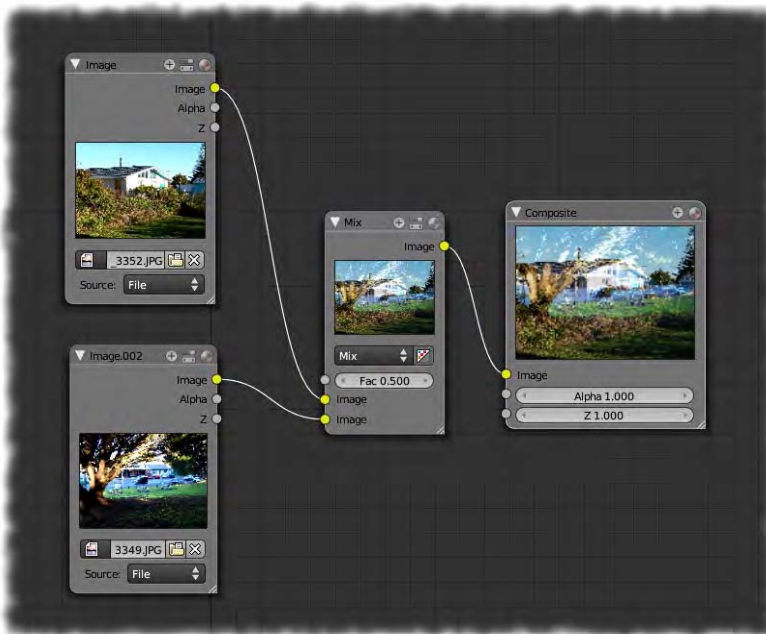 Image
Image
Alpha
Z
_3352.JPG
Source: File
Image.002
Image
Alpha
Z
3349.JPG
Source: File
Mix
Image
Mix
Fac 0.500
Image
Image
Composite
Image
Alpha 1.000
Z 1.000